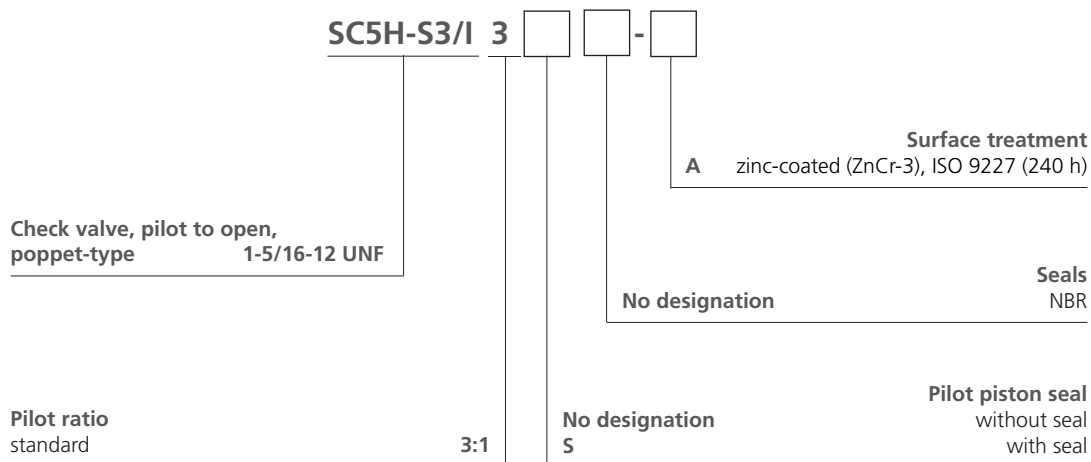 SC5H-S3/I 3 -
Surface treatment
A zinc-coated (ZnCr-3), ISO 9227 (240 h)
Check valve, pilot to open,
poppet-type 1-5/16-12 UNF
Seals
No designation NBR
Pilot piston seal
Pilot ratio
standard 3:1
No designation without seal
S with seal